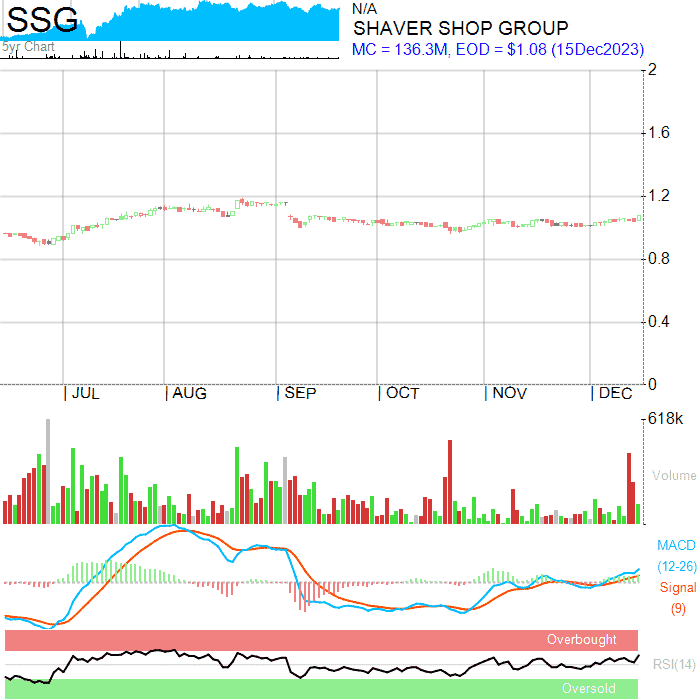 SSG
5yr Chart
N/A
SHAVER SHOP GROUP
MC = 136.3M, EOD = $1.08 (15Dec2023)
2
1.6
1.2
0.8
0.4
0
| JUL | AUG | SEP | OCT | NOV | DEC
618k
Volume
MACD
(12-26)
Signal
(9)
Overbought
RSI(14)
Oversold